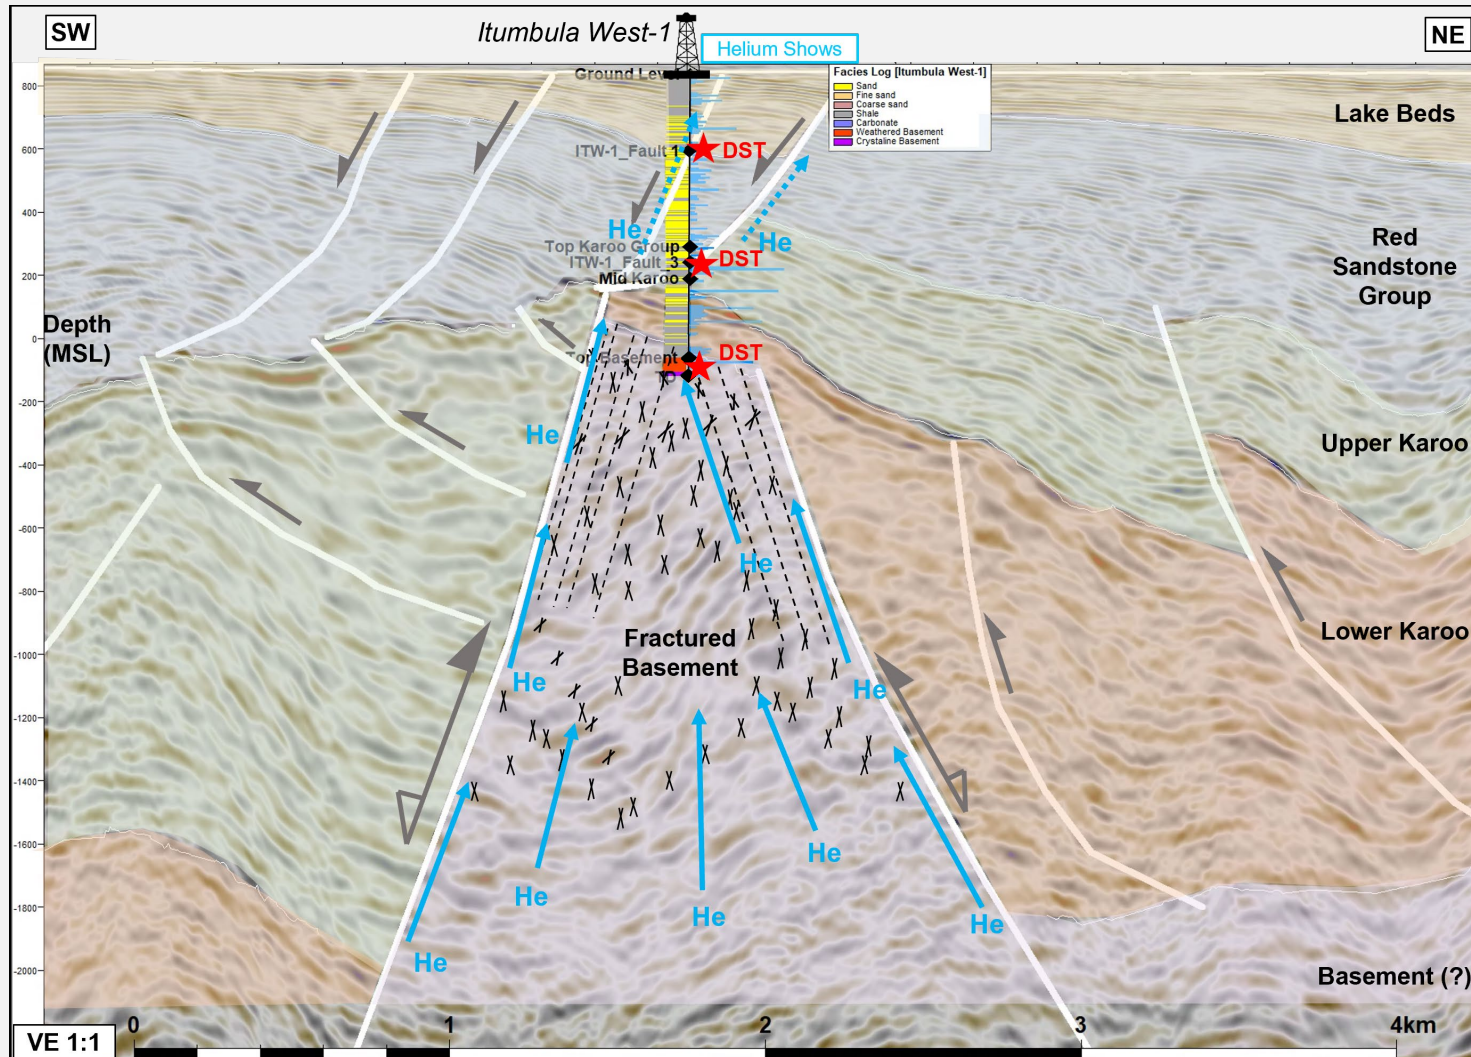 SW
Itumbula West-1
NE
Helium Shows
Ground Leve
Facies Log [Itumbula West-1]
Sand
Fine sand
Coarse sand
Shale
Carbonate
Weathered Basement
Crystaline Basement
Lake Beds
800
600
400
200
0
-200
-400
-600
-800
-1000
-1200
-1400
-1600
-1800
-2000
Depth
(MSL)
ITW-1_Fault 1
DST
He
He
Top Karoo Group
ITW-1_Fault_3
DST
Mid Karoo
Red
Sandstone
Group
Top Basement
DST
TD
Upper Karoo
He
He
Fractured
Basement
Lower Karoo
He
He
He
He
He
He
He
Basement (?)
0
1
2
3
4km
VE 1:1